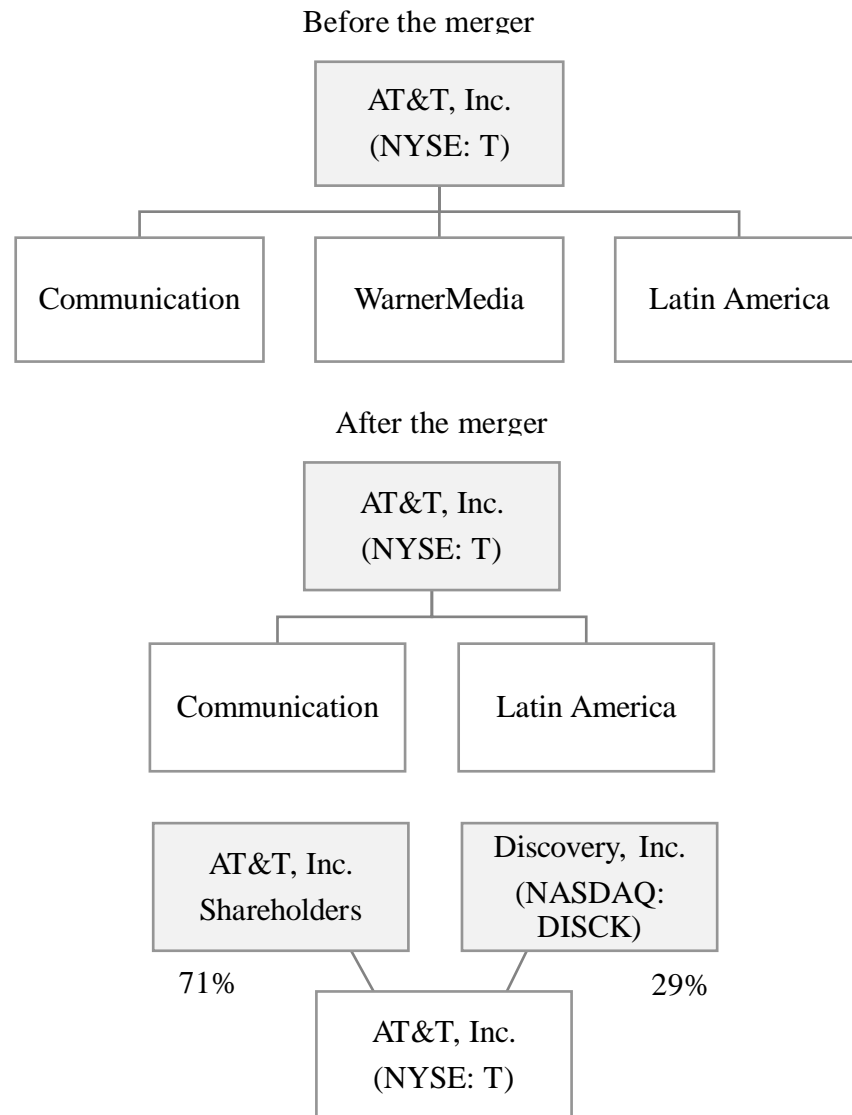 Before the merger
AT&T, Inc.
(NYSE: T)
Communication
WarnerMedia
Latin America
After the merger
AT&T, Inc.
(NYSE: T)
Communication
Latin America
AT&T, Inc.
Shareholders
Discovery, Inc.
(NASDAQ:
DISCK)
71%
29%
AT&T, Inc.
(NYSE: T)